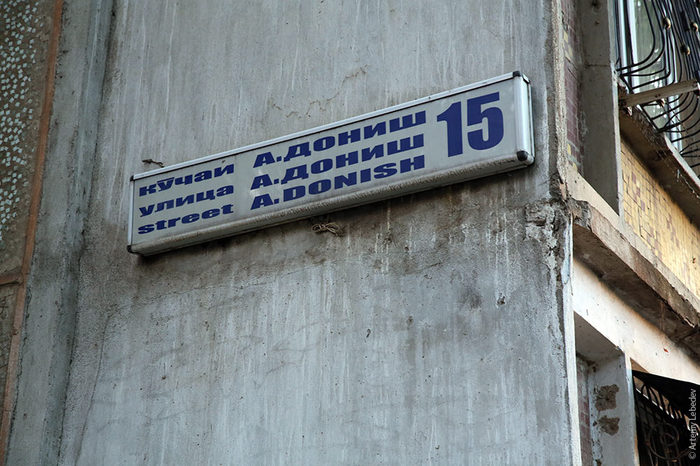 кӯчаи А.ДОНИШ 15
улица А.ДОНИШ
street A.DONISH
© Artemy Lebedev